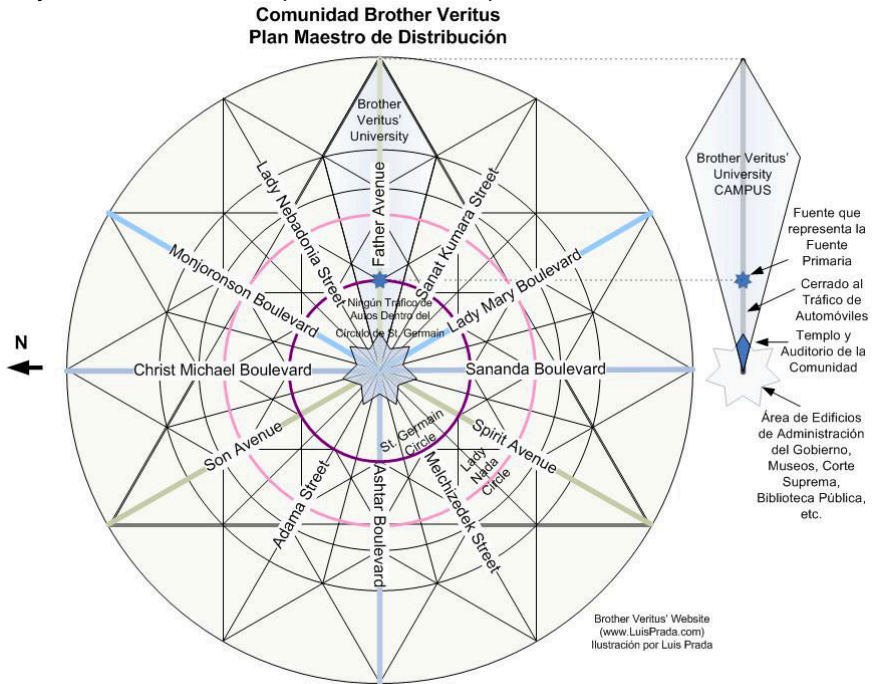 Comunidad Brother Veritus
Plan Maestro de Distribución
Brother
Veritus'
University
Lady Nebadonia Street
Father Avenue
Sanat Kumara Street
Monjoronson Boulevard
Lady Mary Boulevard
Ningún Tráfico de
Autos Dentro del
Círculo de St. Germain
N
Christ Michael Boulevard
Sananda Boulevard
Son Avenue
St. Germain
Circle
Spirit Avenue
Lady
Nada
Circle
Adama Street
Ashtar Boulevard
Melchizedek Street
Brother Veritus'
University
CAMPUS
Fuente que
representa la
Fuente
Primaria
Cerrado al
Tráfico de
Automóviles
Templo y
Auditorio de la
Comunidad
Área de Edificios
de Administración
del Gobierno,
Museos, Corte
Suprema,
Biblioteca Pública,
etc.
Brother Veritus' Website
(www.LuisPrada.com)
Illustración por Luis Prada